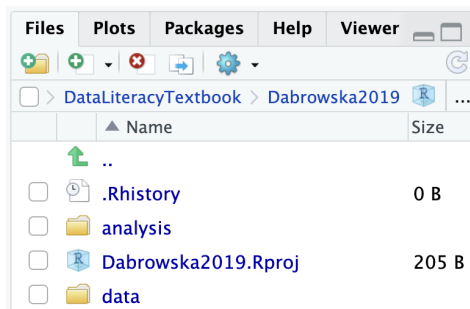 Files Plots Packages Help Viewer
DataLiteracyTextbook > Dabrowska2019 R ...
Name Size
..
.Rhistory 0 B
analysis
R Dabrowska2019.Rproj 205 B
data